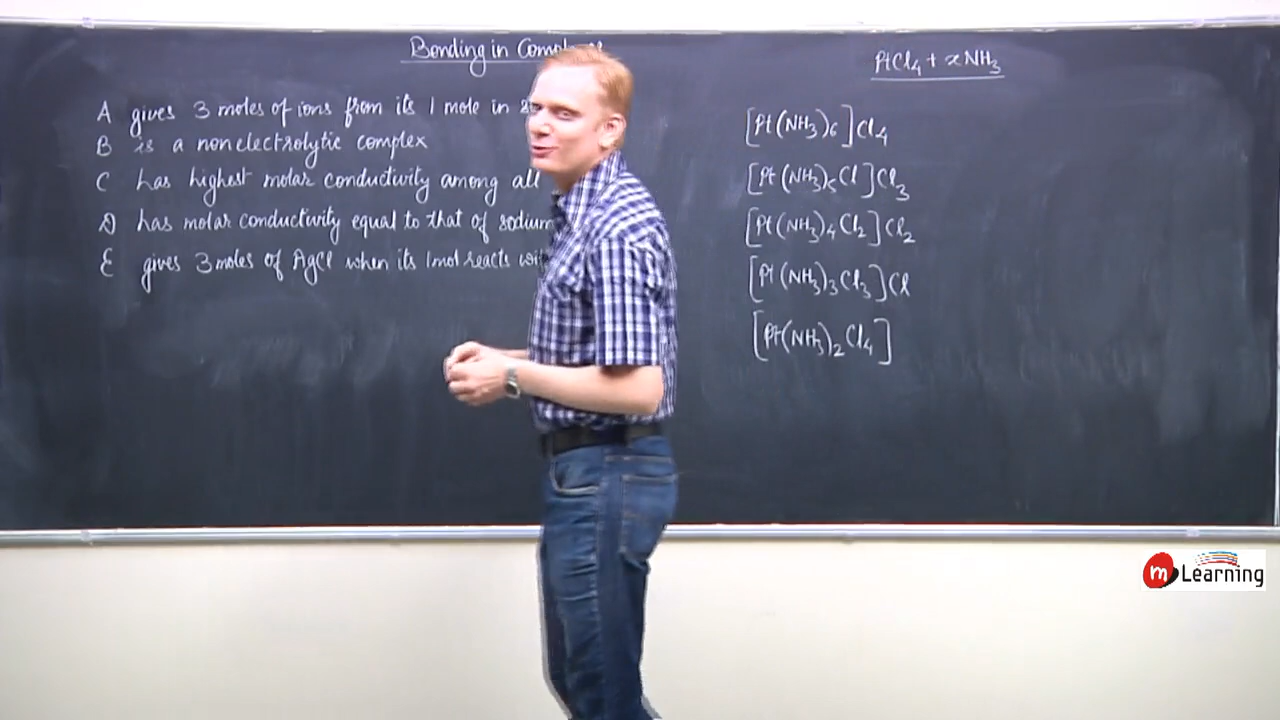 Bonding in
PtCl4 + xNH3
A gives 3 moles of ions from its 1 mole in
B is a nonelectrolytic complex
C has highest molar conductivity among all
D has molar conductivity equal to that of sodium
E gives 3 moles of AgCl when its 1mol reacts
[Pt(NH3)6]Cl4
[Pt(NH3)5Cl]Cl3
[Pt(NH3)4Cl2]Cl2
[Pt(NH3)3Cl3]Cl
[Pt(NH3)2Cl4]
m Learning